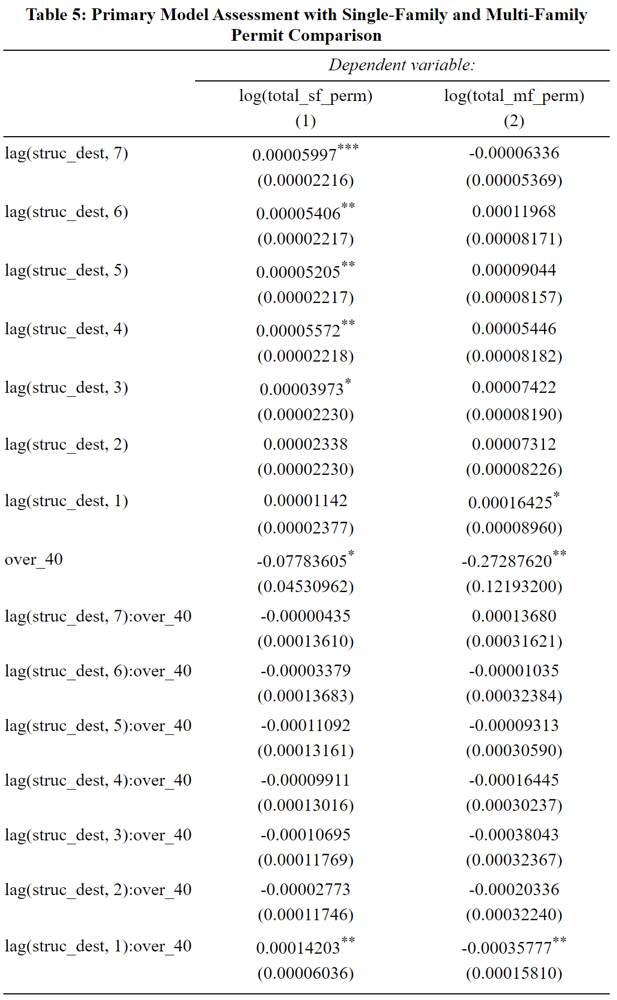 Table 5: Primary Model Assessment with Single-Family and Multi-Family
Permit Comparison
Dependent variable:
log(total_sf_perm) log(total_mf_perm)
(1) (2)
lag(struc_dest, 7) 0.00005997*** -0.00006336
(0.00002216) (0.00005369)
lag(struc_dest, 6) 0.00005406** 0.00011968
(0.00002217) (0.00008171)
lag(struc_dest, 5) 0.00005205** 0.00009044
(0.00002217) (0.00008157)
lag(struc_dest, 4) 0.00005572** 0.00005446
(0.00002218) (0.00008182)
lag(struc_dest, 3) 0.00003973* 0.00007422
(0.00002230) (0.00008190)
lag(struc_dest, 2) 0.00002338 0.00007312
(0.00002230) (0.00008226)
lag(struc_dest, 1) 0.00001142 0.00016425*
(0.00002377) (0.00008960)
over_40 -0.07783605* -0.27287620**
(0.04530962) (0.12193200)
lag(struc_dest, 7):over_40 -0.00000435 0.00013680
(0.00013610) (0.00031621)
lag(struc_dest, 6):over_40 -0.00003379 -0.00001035
(0.00013683) (0.00032384)
lag(struc_dest, 5):over_40 -0.00011092 -0.00009313
(0.00013161) (0.00030590)
lag(struc_dest, 4):over_40 -0.00009911 -0.00016445
(0.00013016) (0.00030237)
lag(struc_dest, 3):over_40 -0.00010695 -0.00038043
(0.00011769) (0.00032367)
lag(struc_dest, 2):over_40 -0.00002773 -0.00020336
(0.00011746) (0.00032240)
lag(struc_dest, 1):over_40 0.00014203** -0.00035777**
(0.00006036) (0.00015810)